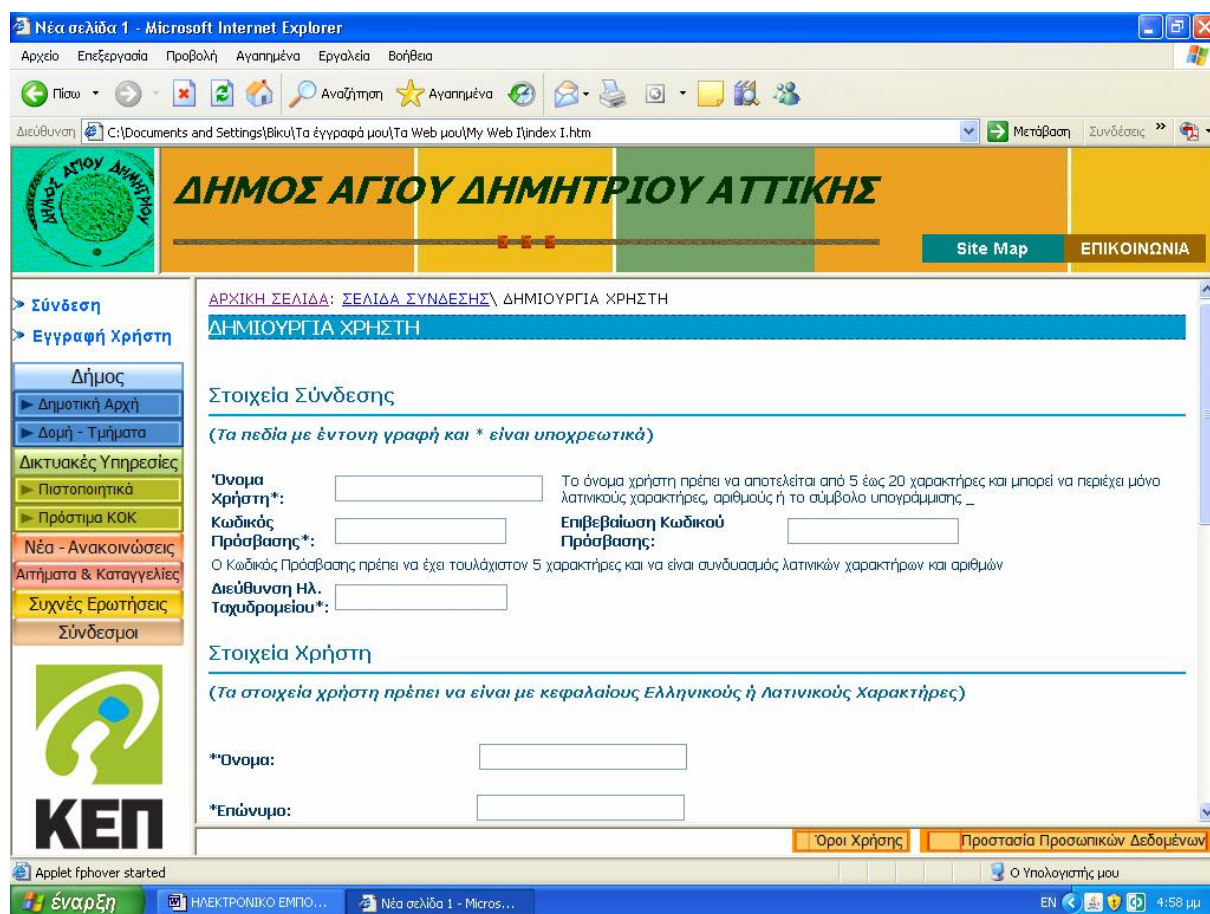 Νέα σελίδα 1 - Microsoft Internet Explorer
Αρχείο Επεξεργασία Προβολή Αγαπημένα Εργαλεία Βοήθεια
Πίσω Αναζήτηση Αγαπημένα
Διεύθυνση C:\Documents and Settings\Βίκυ\Τα έγγραφά μου\Τα Web μου\My Web I\index I.htm Μετάβαση Συνδέσεις »
ΔΗΜΟΣ ΑΓΙΟΥ ΔΗΜΗΤΡΙΟΥ
ΔΗΜΟΣ ΑΓΙΟΥ ΔΗΜΗΤΡΙΟΥ ΑΤΤΙΚΗΣ
Site Map ΕΠΙΚΟΙΝΩΝΙΑ
Σύνδεση
Εγγραφή Χρήστη
Δήμος
Δημοτική Αρχή
Δομή - Τμήματα
Δικτυακές Υπηρεσίες
Πιστοποιητικά
Πρόστιμα ΚΟΚ
Νέα - Ανακοινώσεις
Αιτήματα & Καταγγελίες
Συχνές Ερωτήσεις
Σύνδεσμοι
ΚΕΠ
ΑΡΧΙΚΗ ΣΕΛΙΔΑ: ΣΕΛΙΔΑ ΣΥΝΔΕΣΗΣ\ ΔΗΜΙΟΥΡΓΙΑ ΧΡΗΣΤΗ
ΔΗΜΙΟΥΡΓΙΑ ΧΡΗΣΤΗ
Στοιχεία Σύνδεσης
(Τα πεδία με έντονη γραφή και * είναι υποχρεωτικά)
Όνομα
Χρήστη*:
Το όνομα χρήστη πρέπει να αποτελείται από 5 έως 20 χαρακτήρες και μπορεί να περιέχει μόνο
λατινικούς χαρακτήρες, αριθμούς ή το σύμβολο υπογράμμισης _
Κωδικός
Πρόσβασης*:
Επιβεβαίωση Κωδικού
Πρόσβασης:
Ο Κωδικός Πρόσβασης πρέπει να έχει τουλάχιστον 5 χαρακτήρες και να είναι συνδυασμός λατινικών χαρακτήρων και αριθμών
Διεύθυνση Ηλ.
Ταχυδρομείου*:
Στοιχεία Χρήστη
(Τα στοιχεία χρήστη πρέπει να είναι με κεφαλαίους Ελληνικούς ή Λατινικούς Χαρακτήρες)
*Όνομα:
*Επώνυμο:
Όροι Χρήσης Προστασία Προσωπικών Δεδομένων
Applet fphover started Ο Υπολογιστής μου
έναρξη ΗΛΕΚΤΡΟΝΙΚΟ ΕΜΠΟ... Νέα σελίδα 1 - Micros... EN 4:58 μμ